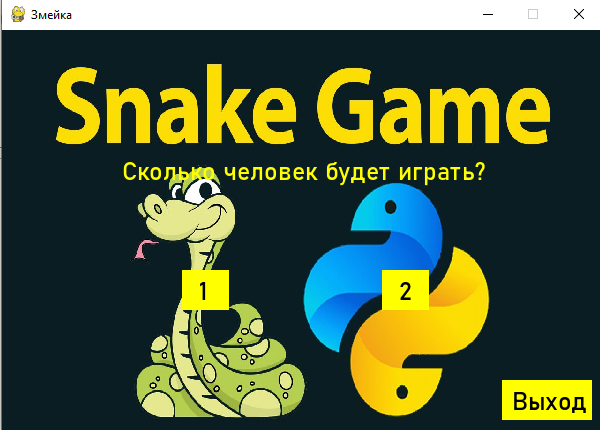 Змейка
Snake Game
Сколько человек будет играть?
1
2
Выход